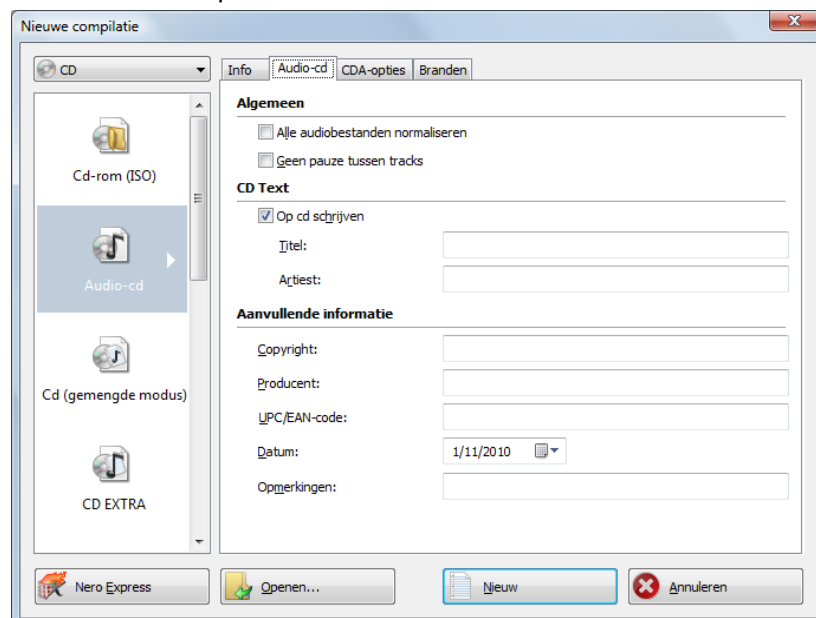 Nieuwe compilatie
CD
Info
Audio-cd
CDA-opties
Branden
Cd-rom (ISO)
Audio-cd
Cd (gemengde modus)
CD EXTRA
Algemeen
Alle audiobestanden normaliseren
Geen pauze tussen tracks
CD Text
Op cd schrijven
Titel:
Artiest:
Aanvullende informatie
Copyright:
Producent:
UPC/EAN-code:
Datum: 1/11/2010
Opmerkingen:
Nero Express
Openen...
Nieuw
Annuleren